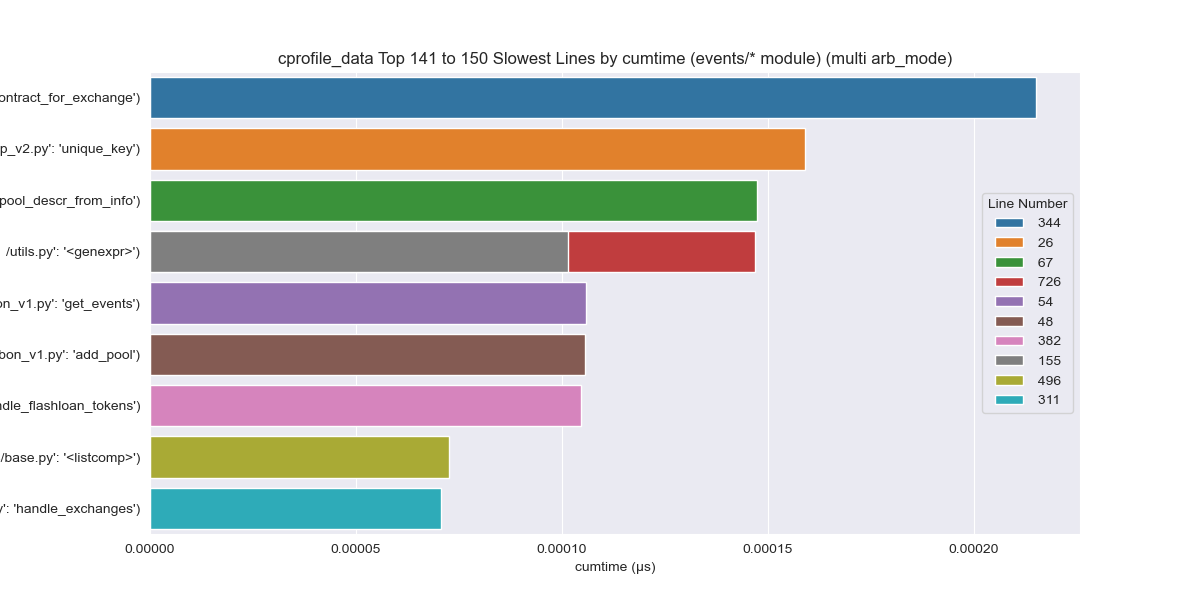 cprofile_data Top 141 to 150 Slowest Lines by cumtime (events/* module) (multi arb_mode)
ontract_for_exchange')
p_v2.py': 'unique_key')
pool_descr_from_info')
/utils.py': '<genexpr>')
on_v1.py': 'get_events')
bon_v1.py': 'add_pool')
ndle_flashloan_tokens')
/base.py': '<listcomp>')
y': 'handle_exchanges')
Line Number
344
26
67
726
54
48
382
155
496
311
0.00000
0.00005
0.00010
0.00015
0.00020
cumtime (µs)